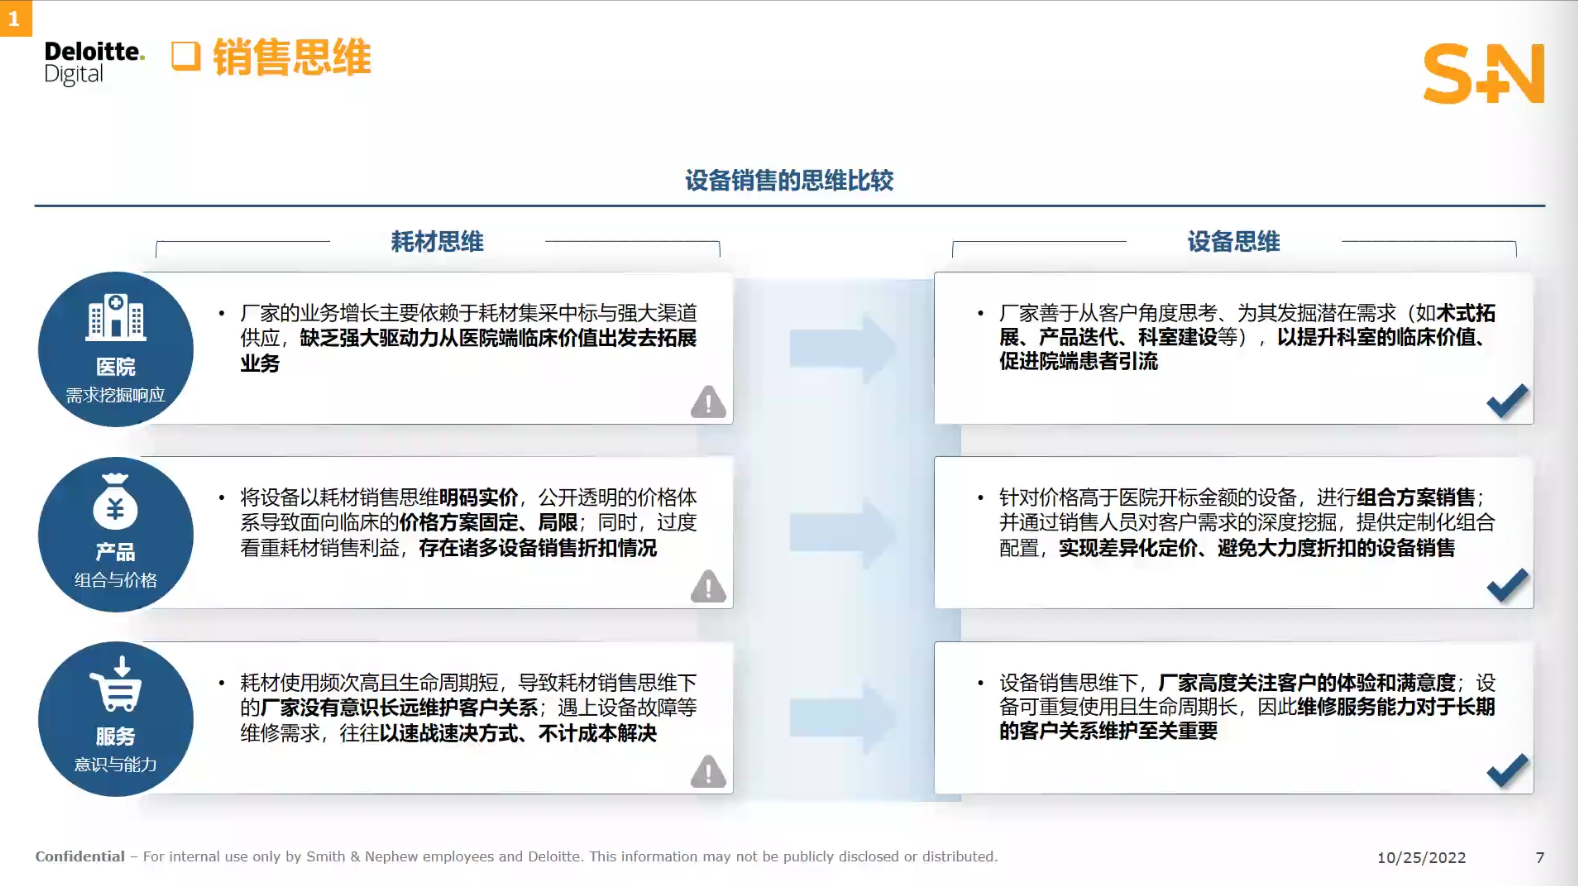 1
Deloitte.
Digital
销售思维
S+N
设备销售的思维比较
耗材思维
设备思维
医院
需求挖掘响应
• 厂家的业务增长主要依赖于耗材集采中标与强大渠道
供应，缺乏强大驱动力从医院端临床价值出发去拓展
业务
• 厂家善于从客户角度思考、为其发掘潜在需求（如术式拓
展、产品迭代、科室建设等），以提升科室的临床价值、
促进院端患者引流
产品
组合与价格
• 将设备以耗材销售思维明码实价，公开透明的价格体
系导致面向临床的价格方案固定、局限；同时，过度
看重耗材销售利益，存在诸多设备销售折扣情况
• 针对价格高于医院开标金额的设备，进行组合方案销售；
并通过销售人员对客户需求的深度挖掘，提供定制化组合
配置，实现差异化定价、避免大力度折扣的设备销售
服务
意识与能力
• 耗材使用频次高且生命周期短，导致耗材销售思维下
的厂家没有意识长远维护客户关系；遇上设备故障等
维修需求，往往以速战速决方式、不计成本解决
• 设备销售思维下，厂家高度关注客户的体验和满意度；设
备可重复使用且生命周期长，因此维修服务能力对于长期
的客户关系维护至关重要
Confidential – For internal use only by Smith & Nephew employees and Deloitte. This information may not be publicly disclosed or distributed.
10/25/2022
7